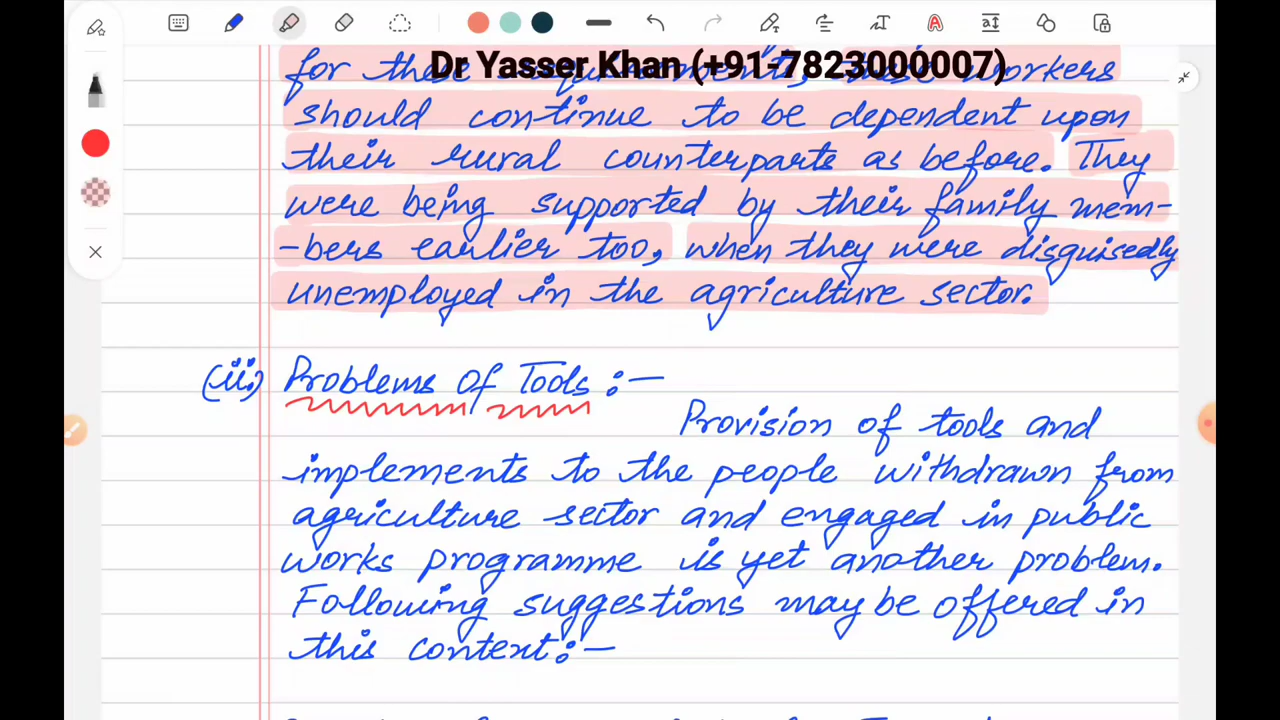 Dr Yasser Khan (+91-7823000007)
for these workers
should continue to be dependent upon
their rural counterparts as before. They
were being supported by their family mem-
-bers earlier too, when they were disguisedly
unemployed in the agriculture sector.
(ii.) Problems of Tools :—
Provision of tools and
implements to the people withdrawn from
agriculture sector and engaged in public
works programme is yet another problem.
Following suggestions may be offered in
this context:—